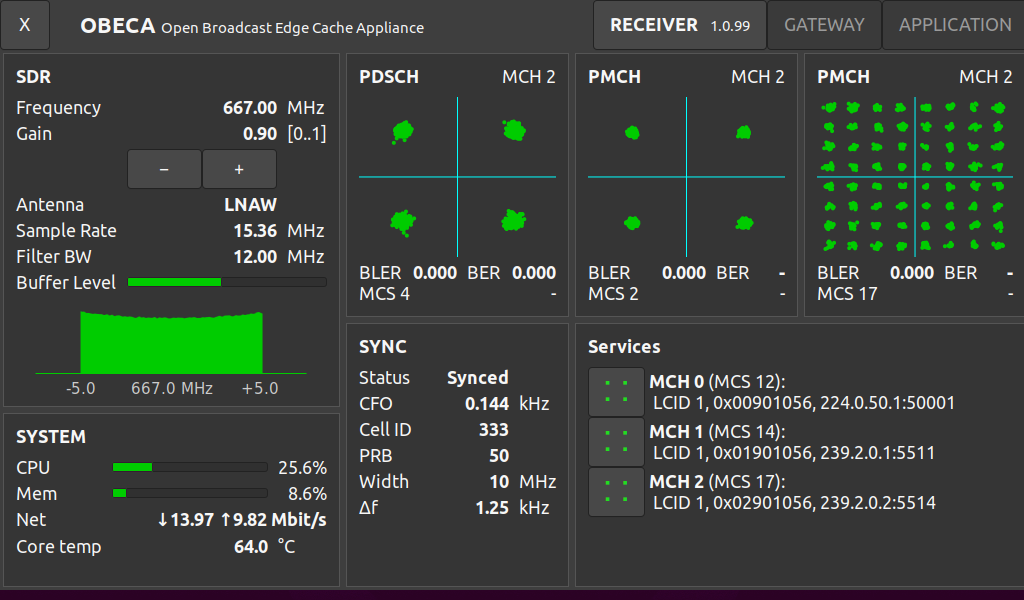 X
OBECA Open Broadcast Edge Cache Appliance
RECEIVER 1.0.99
GATEWAY
APPLICATION
SDR
Frequency 667.00 MHz
Gain 0.90 [0..1]
− +
Antenna LNAW
Sample Rate 15.36 MHz
Filter BW 12.00 MHz
Buffer Level
-5.0 667.0 MHz +5.0
SYSTEM
CPU 25.6%
Mem 8.6%
Net ↓13.97 ↑9.82 Mbit/s
Core temp 64.0 °C
PDSCH MCH 2
BLER 0.000 BER 0.000
MCS 4 -
PMCH MCH 2
BLER 0.000 BER -
MCS 2 -
PMCH MCH 2
BLER 0.000 BER -
MCS 17 -
SYNC
Status Synced
CFO 0.144 kHz
Cell ID 333
PRB 50
Width 10 MHz
Δf 1.25 kHz
Services
MCH 0 (MCS 12):
LCID 1, 0x00901056, 224.0.50.1:50001
MCH 1 (MCS 14):
LCID 1, 0x01901056, 239.2.0.1:5511
MCH 2 (MCS 17):
LCID 1, 0x02901056, 239.2.0.2:5514